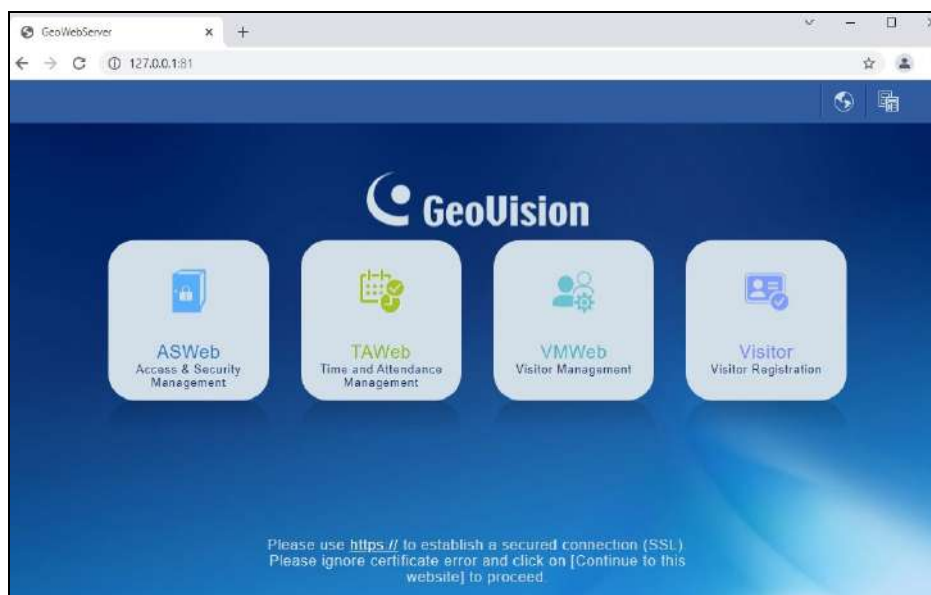 GeoWebServer
127.0.0.1:81
GeoVision
ASWeb
Access & Security
Management
TAWeb
Time and Attendance
Management
VMWeb
Visitor Management
Visitor
Visitor Registration
Please use https:// to establish a secured connection (SSL)
Please ignore certificate error and click on [Continue to this
website] to proceed.